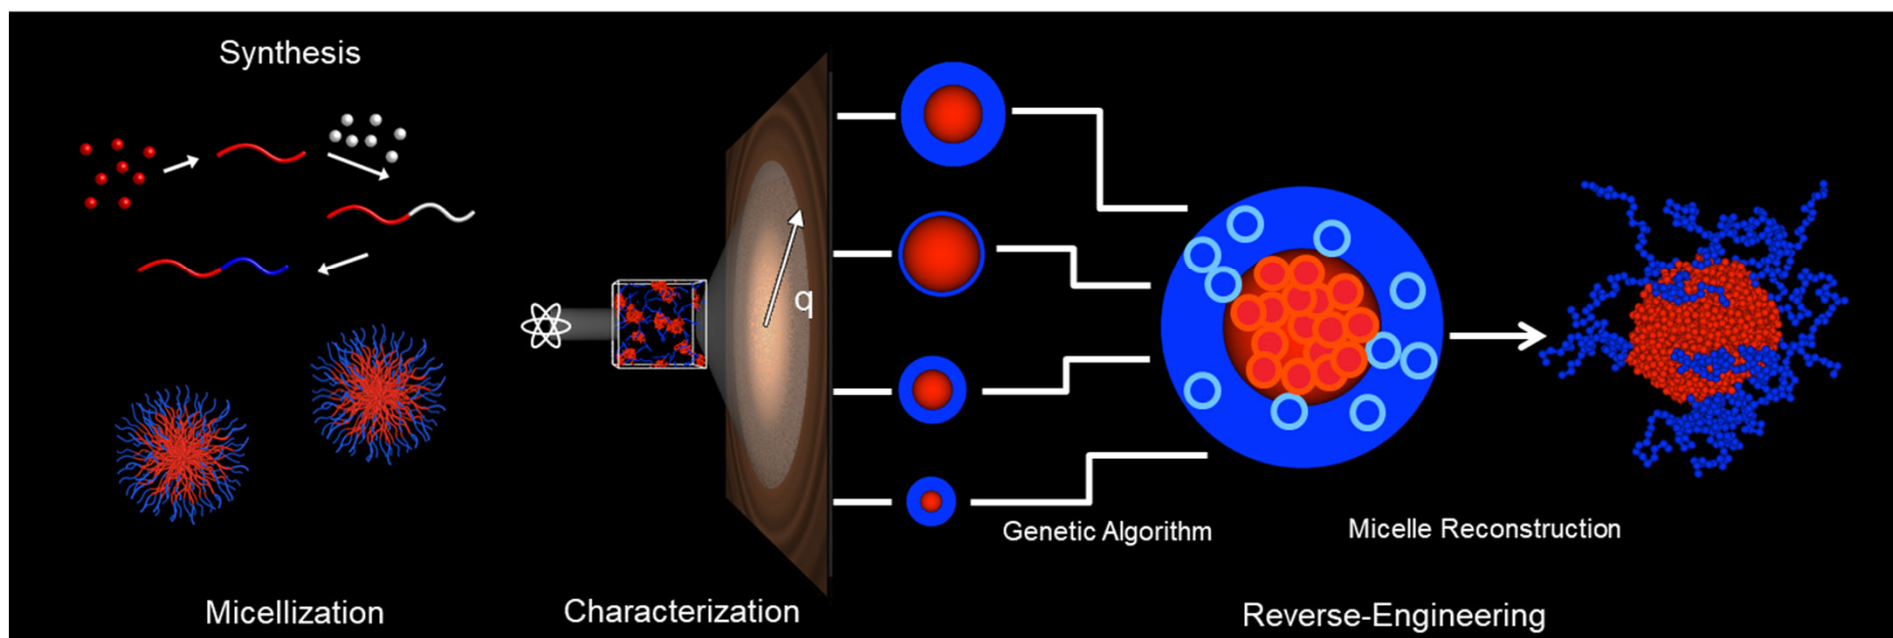 Synthesis
q
Genetic Algorithm
Micelle Reconstruction
Micellization
Characterization
Reverse-Engineering